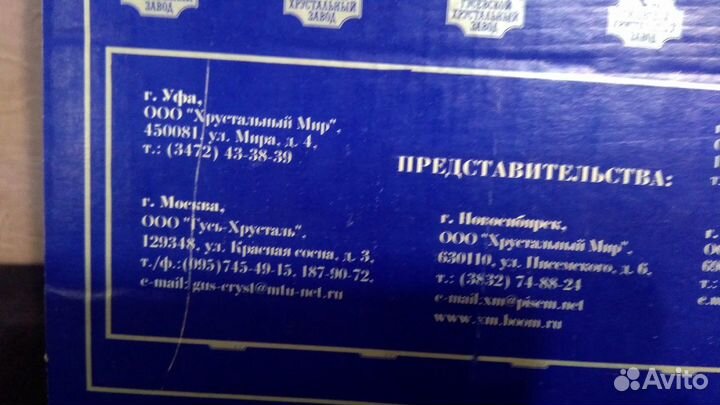 ЗАВОД
ХРУСТАЛЬНЫЙ
ЗАВОД
ХРУСТАЛЬНЫЙ
ЗАВОД
ЗАВОД
г. Уфа,
ООО "Хрустальный Мир",
450081, ул. Мира, д. 4,
т.: (3472) 43-38-39
ПРЕДСТАВИТЕЛЬСТВА:
г. Москва,
ООО "Гусь-Хрусталь",
129348, ул. Красная сосна, д. 3,
т./ф.:(095)745-49-15, 187-90-72,
e-mail: gus-cryst@mtu-net.ru
г. Новосибирск,
ООО "Хрустальный Мир",
630110, ул. Писемского, д. 6,
т.: (3832) 74-88-24
e-mail:xm@pisem.net
www.xm.boom.ru
Avito